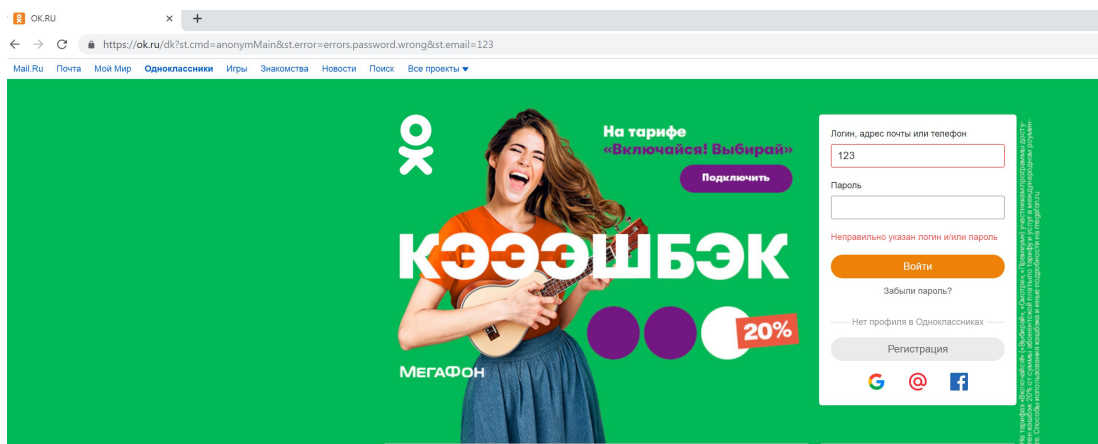 OK.RU
https://ok.ru/dk?st.cmd=anonymMain&st.error=errors.password.wrong&st.email=123
Mail.Ru Почта Мой Мир Одноклассники Игры Знакомства Новости Поиск Все проекты
На тарифе
«Включайся! Выбирай»
Подключить
КЭЭЭШБЭК
20%
МЕГАФОН
Логин, адрес почты или телефон
123
Пароль
Неправильно указан логин и/или пароль
Войти
Забыли пароль?
Нет профиля в Одноклассниках
Регистрация